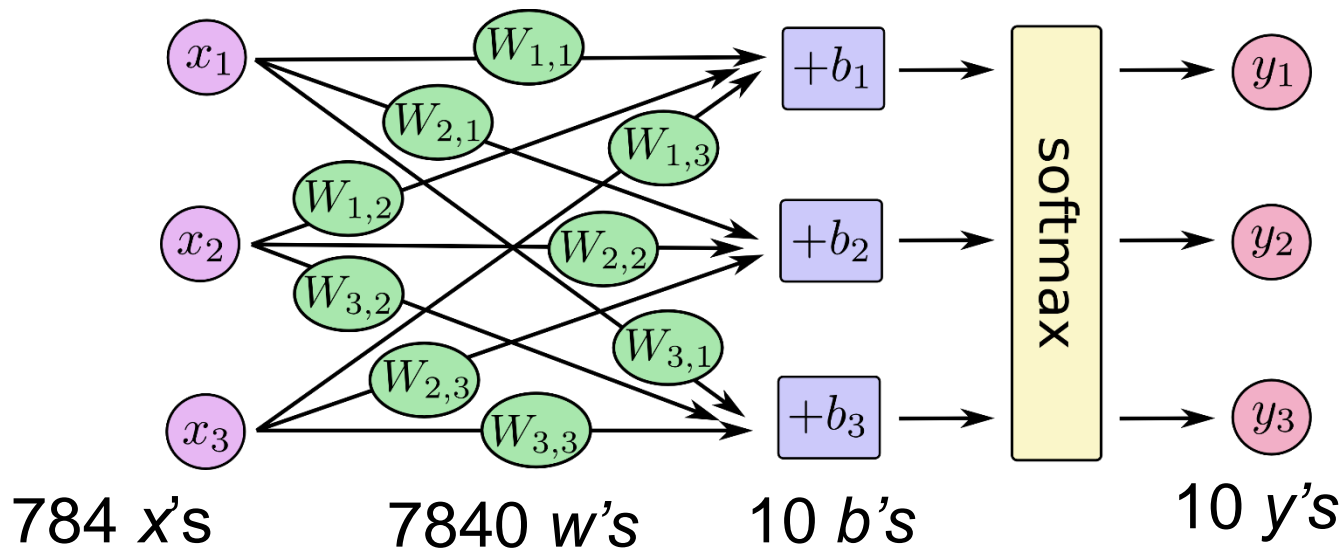 x₁ W₁,₁ +b₁ y₁
W₂,₁
W₁,₃
W₁,₂
x₂ W₂,₂ +b₂ softmax y₂
W₃,₂
W₃,₁
W₂,₃
x₃ W₃,₃ +b₃ y₃
784 x's 7840 w's 10 b's 10 y's